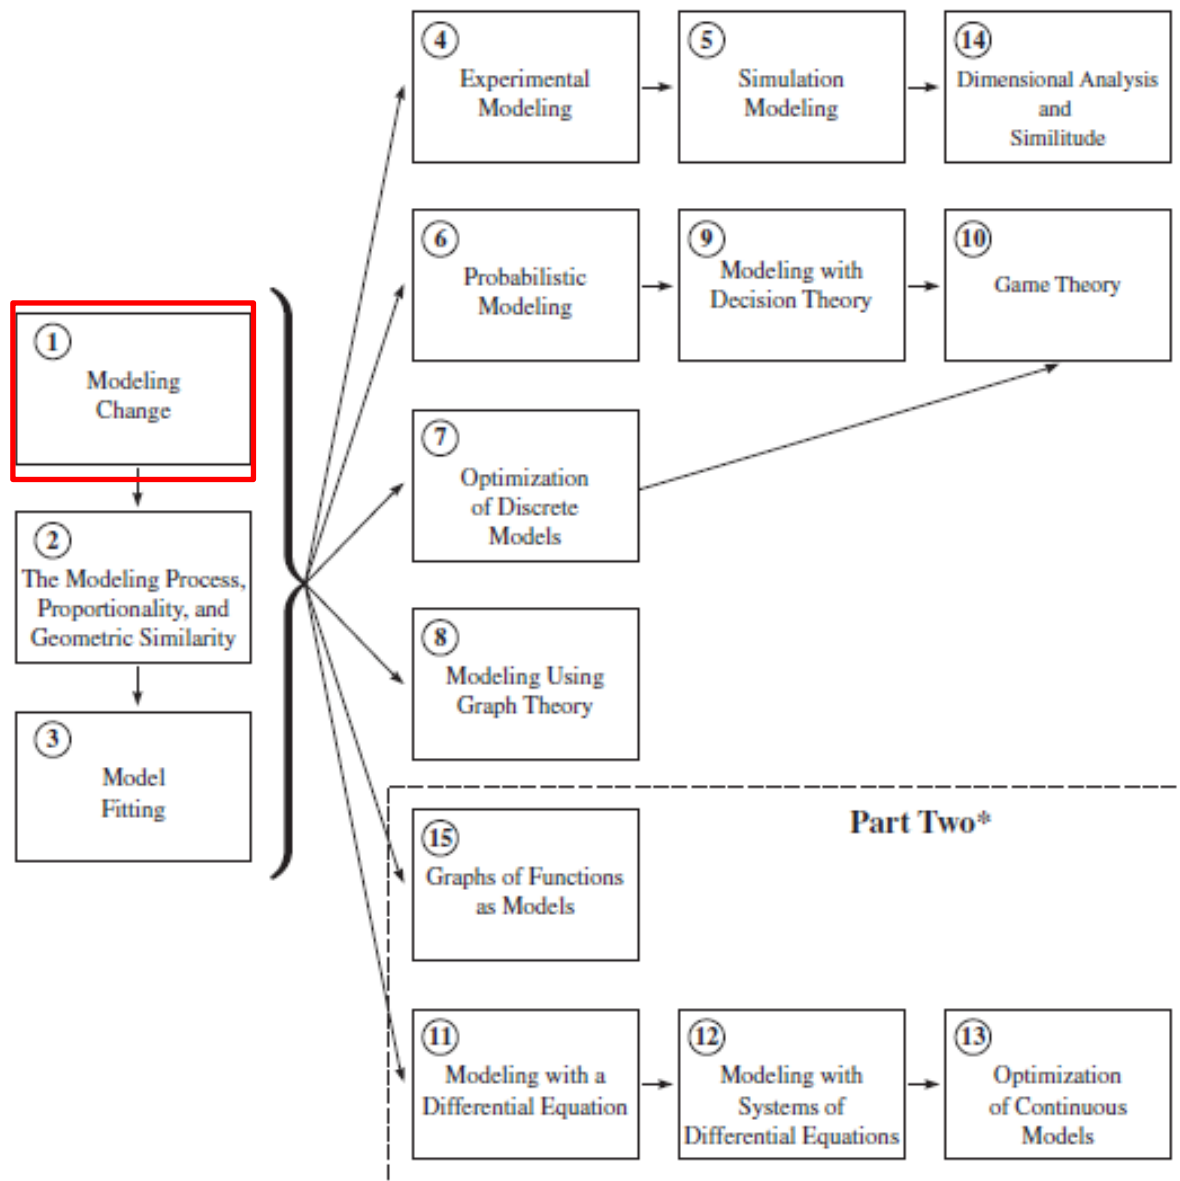 1
Modeling
Change
2
The Modeling Process,
Proportionality, and
Geometric Similarity
3
Model
Fitting
4
Experimental
Modeling
5
Simulation
Modeling
14
Dimensional Analysis
and
Similitude
6
Probabilistic
Modeling
9
Modeling with
Decision Theory
10
Game Theory
7
Optimization
of Discrete
Models
8
Modeling Using
Graph Theory
Part Two*
15
Graphs of Functions
as Models
11
Modeling with a
Differential Equation
12
Modeling with
Systems of
Differential Equations
13
Optimization
of Continuous
Models